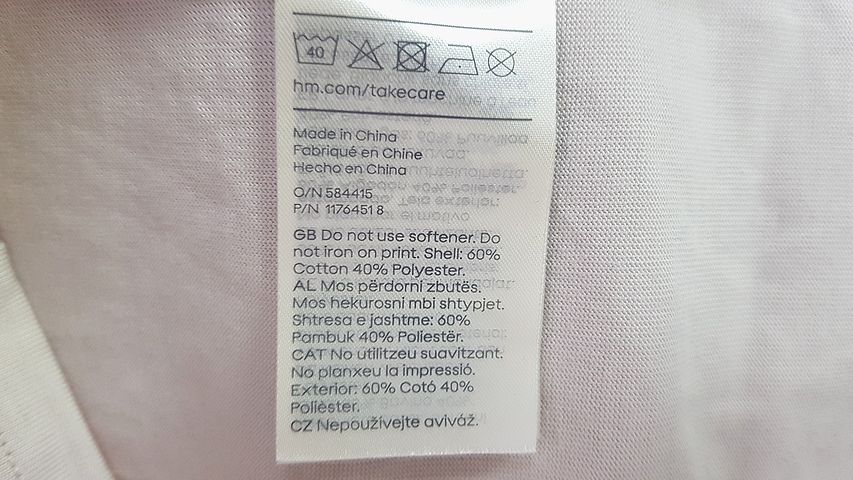 40
hm.com/takecare
Made in China
Fabriqué en Chine
Hecho en China
O/N 584415
P/N 1176451 8
GB Do not use softener. Do
not iron on print. Shell: 60%
Cotton 40% Polyester.
AL Mos përdorni zbutës.
Mos hekurosni mbi shtypjet.
Shtresa e jashtme: 60%
Pambuk 40% Poliestër.
CAT No utilitzeu suavitzant.
No planxeu la impressió.
Exterior: 60% Cotó 40%
Polièster.
CZ Nepoužívejte aviváž.